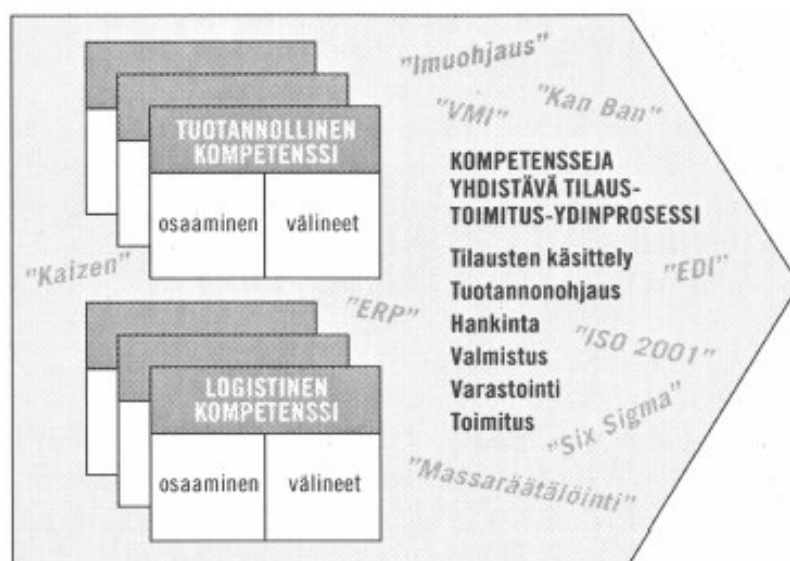 "Imuohjaus"
"VMI"
"Kan Ban"
TUOTANNOLLINEN
KOMPETENSSI
osaaminen
välineet
KOMPETENSSEJA
YHDISTÄVÄ TILAUS-
TOIMITUS-YDINPROSESSI
Tilausten käsittely
Tuotannonohjaus
Hankinta
Valmistus
Varastointi
Toimitus
"Kaizen"
"ERP"
"EDI"
"ISO 2001"
"Six Sigma"
"Massaräätälöinti"
LOGISTINEN
KOMPETENSSI
osaaminen
välineet